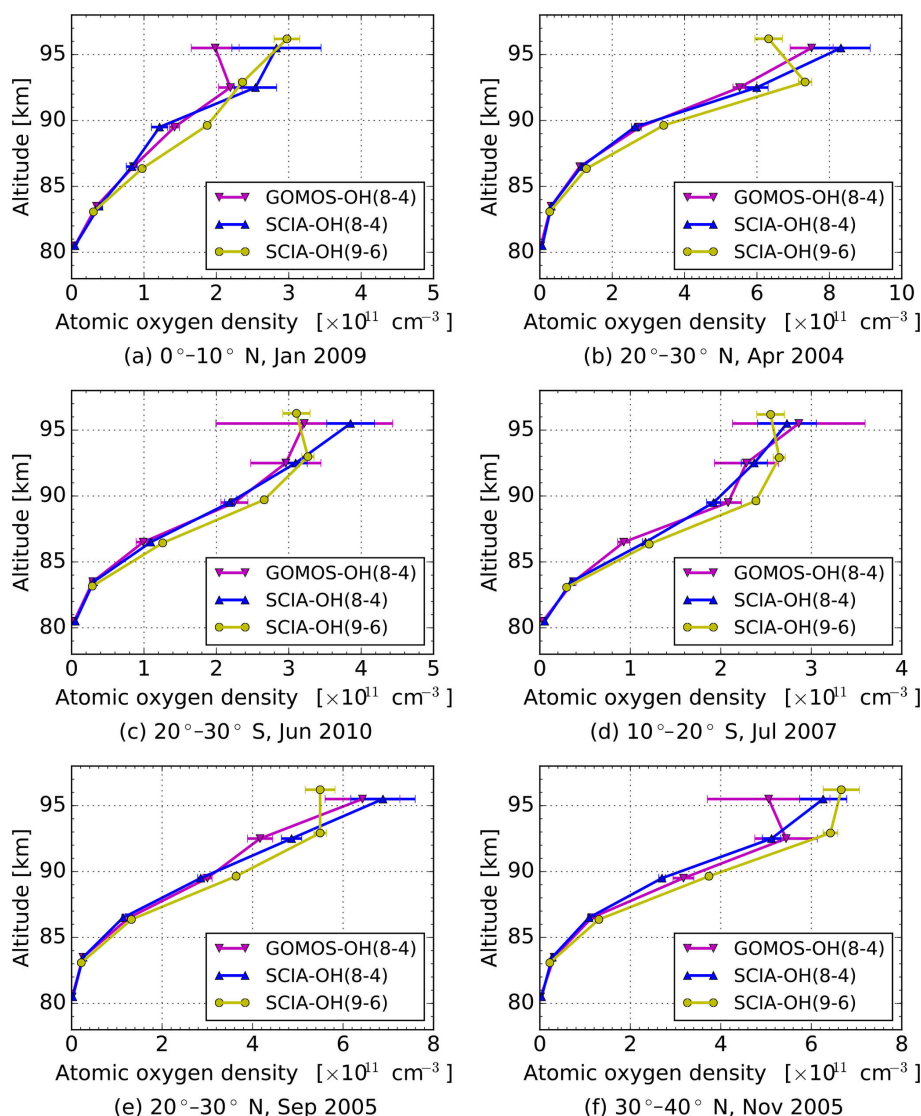 Altitude [km]
95
90
85
80
GOMOS-OH(8-4)
SCIA-OH(8-4)
SCIA-OH(9-6)
0 1 2 3 4 5
Atomic oxygen density [×10¹¹ cm⁻³]
(a) 0°–10° N, Jan 2009
Altitude [km]
95
90
85
80
GOMOS-OH(8-4)
SCIA-OH(8-4)
SCIA-OH(9-6)
0 2 4 6 8 10
Atomic oxygen density [×10¹¹ cm⁻³]
(b) 20°–30° N, Apr 2004
Altitude [km]
95
90
85
80
GOMOS-OH(8-4)
SCIA-OH(8-4)
SCIA-OH(9-6)
0 1 2 3 4 5
Atomic oxygen density [×10¹¹ cm⁻³]
(c) 20°–30° S, Jun 2010
Altitude [km]
95
90
85
80
GOMOS-OH(8-4)
SCIA-OH(8-4)
SCIA-OH(9-6)
0 1 2 3 4
Atomic oxygen density [×10¹¹ cm⁻³]
(d) 10°–20° S, Jul 2007
Altitude [km]
95
90
85
80
GOMOS-OH(8-4)
SCIA-OH(8-4)
SCIA-OH(9-6)
0 2 4 6 8
Atomic oxygen density [×10¹¹ cm⁻³]
(e) 20°–30° N, Sep 2005
Altitude [km]
95
90
85
80
GOMOS-OH(8-4)
SCIA-OH(8-4)
SCIA-OH(9-6)
0 2 4 6 8
Atomic oxygen density [×10¹¹ cm⁻³]
(f) 30°–40° N, Nov 2005